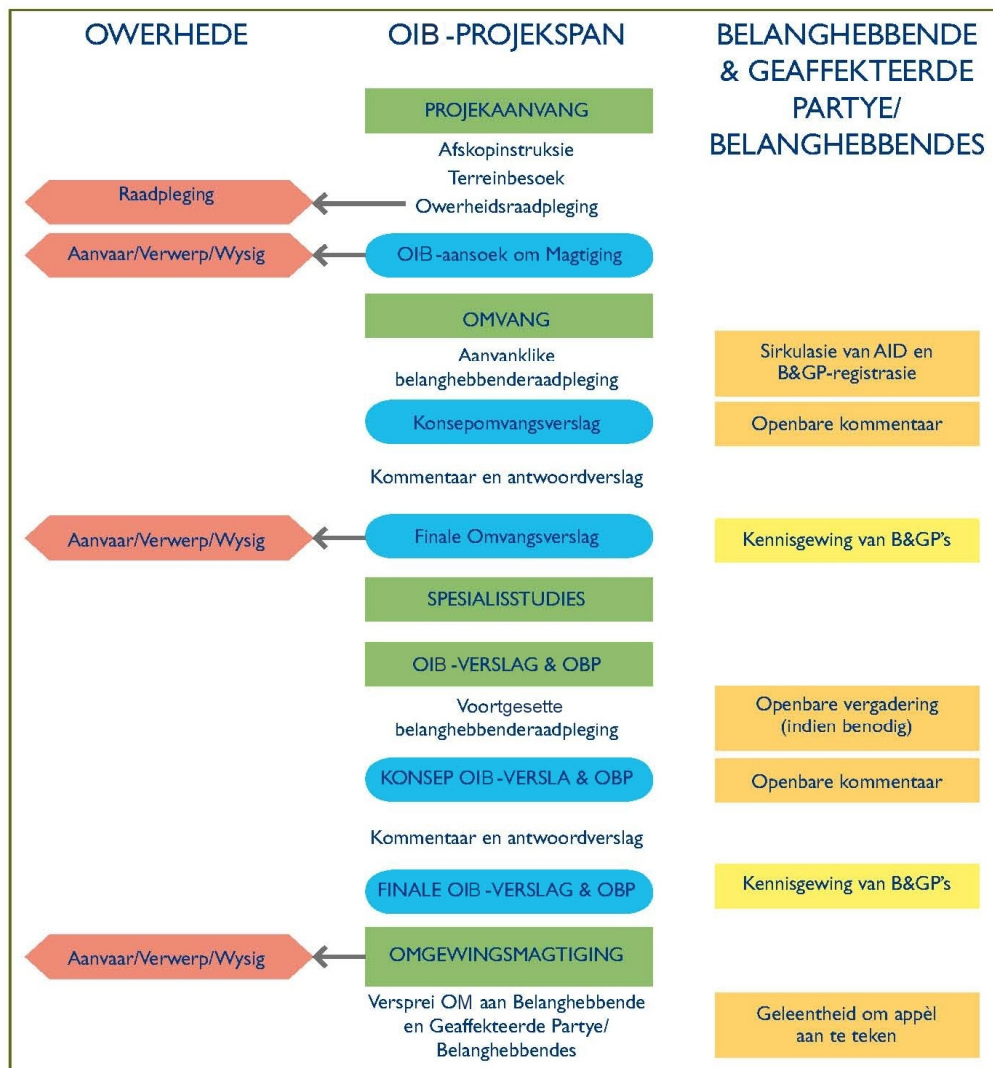 OWERHEDE
OIB -PROJEKSPAN
BELANGHEBBENDE
& GEAFFEKTEERDE
PARTYE/
BELANGHEBBENDES
PROJEKAANVANG
Afskopinstruksie
Terreinbesoek
Owerheidsraadpleging
Raadpleging
OIB -aansoek om Magtiging
Aanvaar/Verwerp/Wysig
OMVANG
Aanvanklike
belanghebbenderaadpleging
Sirkulasie van AID en
B&GP-registrasie
Konsepomvangsverslag
Openbare kommentaar
Kommentaar en antwoordverslag
Aanvaar/Verwerp/Wysig
Finale Omvangsverslag
Kennisgewing van B&GP's
SPESIALISSTUDIES
OIB -VERSLAG & OBP
Voortgesette
belanghebbenderaadpleging
Openbare vergadering
(indien benodig)
KONSEP OIB -VERSLA & OBP
Openbare kommentaar
Kommentaar en antwoordverslag
FINALE OIB -VERSLAG & OBP
Kennisgewing van B&GP's
Aanvaar/Verwerp/Wysig
OMGEWINGSMAGTIGING
Versprei OM aan Belanghebbende
en Geaffekteerde Partye/
Belanghebbendes
Geleentheid om appèl
aan te teken